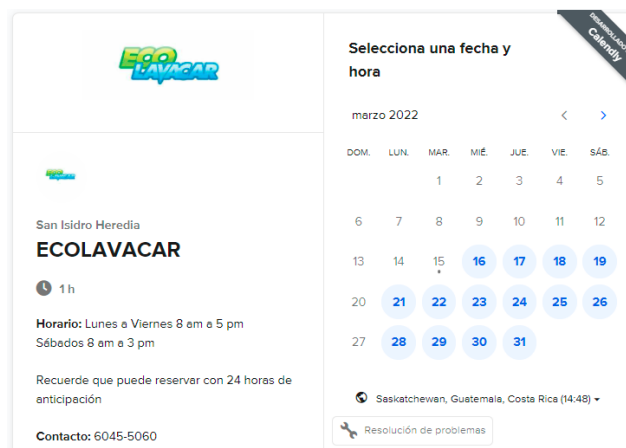 ECO
LAVACAR
San Isidro Heredia
ECOLAVACAR
1 h
Horario: Lunes a Viernes 8 am a 5 pm
Sábados 8 am a 3 pm
Recuerde que puede reservar con 24 horas de
anticipación
Contacto: 6045-5060
Selecciona una fecha y
hora
DESARROLLADO
Calendly
marzo 2022
DOM. LUN. MAR. MIÉ. JUE. VIE. SÁB.
1 2 3 4 5
6 7 8 9 10 11 12
13 14 15 16 17 18 19
20 21 22 23 24 25 26
27 28 29 30 31
Saskatchewan, Guatemala, Costa Rica (14:48)
Resolución de problemas